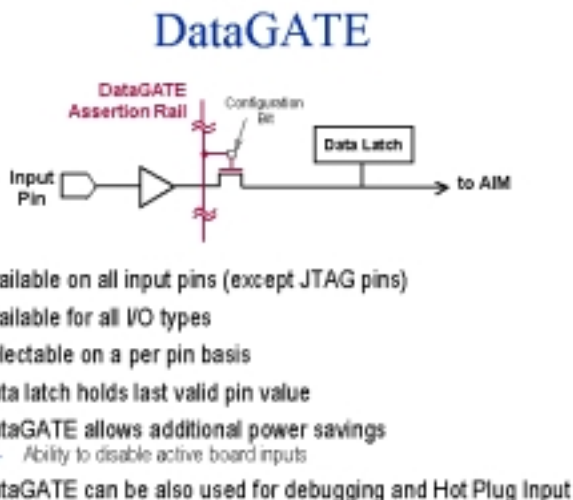 DataGATE
DataGATE
Assertion Rail
Configuration
Bit
Data Latch
Input
Pin
to AIM
ailable on all input pins (except JTAG pins)
ailable for all I/O types
lectable on a per pin basis
ta latch holds last valid pin value
taGATE allows additional power savings
- Ability to disable active board inputs
taGATE can be also used for debugging and Hot Plug Input